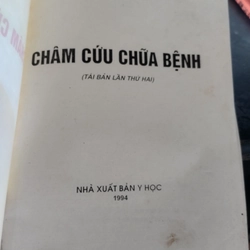 CHÂM CỨU CHỮA BỆNH
(TÁI BẢN LẦN THỨ HAI)
NHÀ XUẤT BẢN Y HỌC
1994